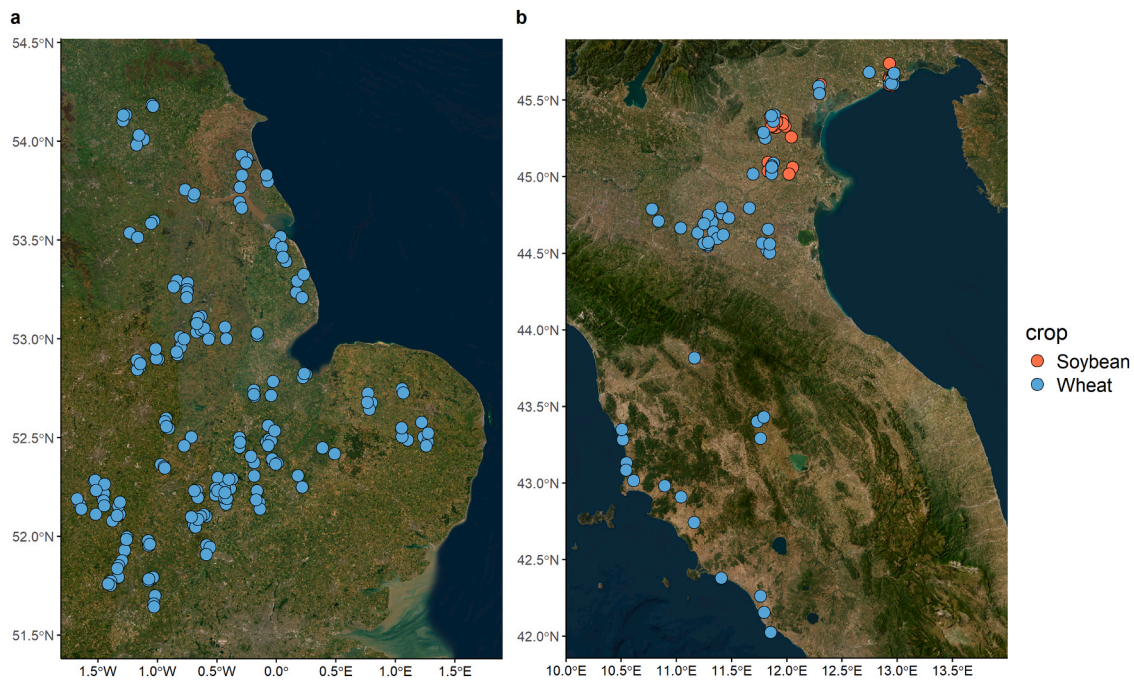 a
b
54.5°N
54.0°N
53.5°N
53.0°N
52.5°N
52.0°N
51.5°N
1.5°W 1.0°W 0.5°W 0.0° 0.5°E 1.0°E 1.5°E
45.5°N
45.0°N
44.5°N
44.0°N
43.5°N
43.0°N
42.5°N
42.0°N
10.0°E 10.5°E 11.0°E 11.5°E 12.0°E 12.5°E 13.0°E 13.5°E
crop
Soybean
Wheat